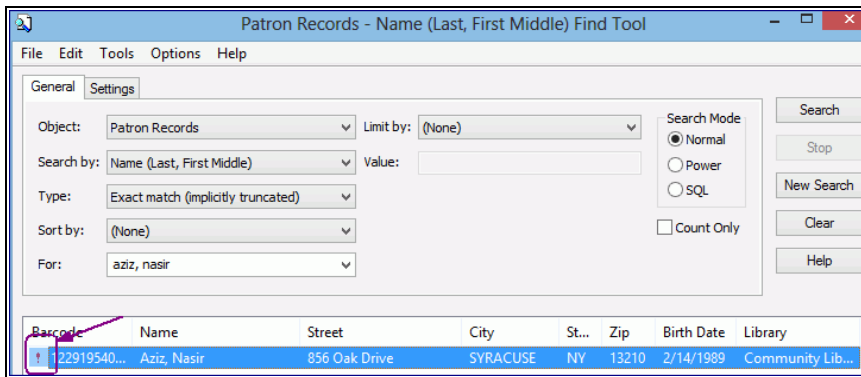 Patron Records - Name (Last, First Middle) Find Tool
File Edit Tools Options Help
General Settings
Object: Patron Records Limit by: (None) Search Mode Search
Normal Stop
Search by: Name (Last, First Middle) Value: Power
Type: Exact match (implicitly truncated) SQL New Search
Sort by: (None) Count Only Clear
For: aziz, nasir Help
Barcode Name Street City St... Zip Birth Date Library
! 122919540... Aziz, Nasir 856 Oak Drive SYRACUSE NY 13210 2/14/1989 Community Lib...